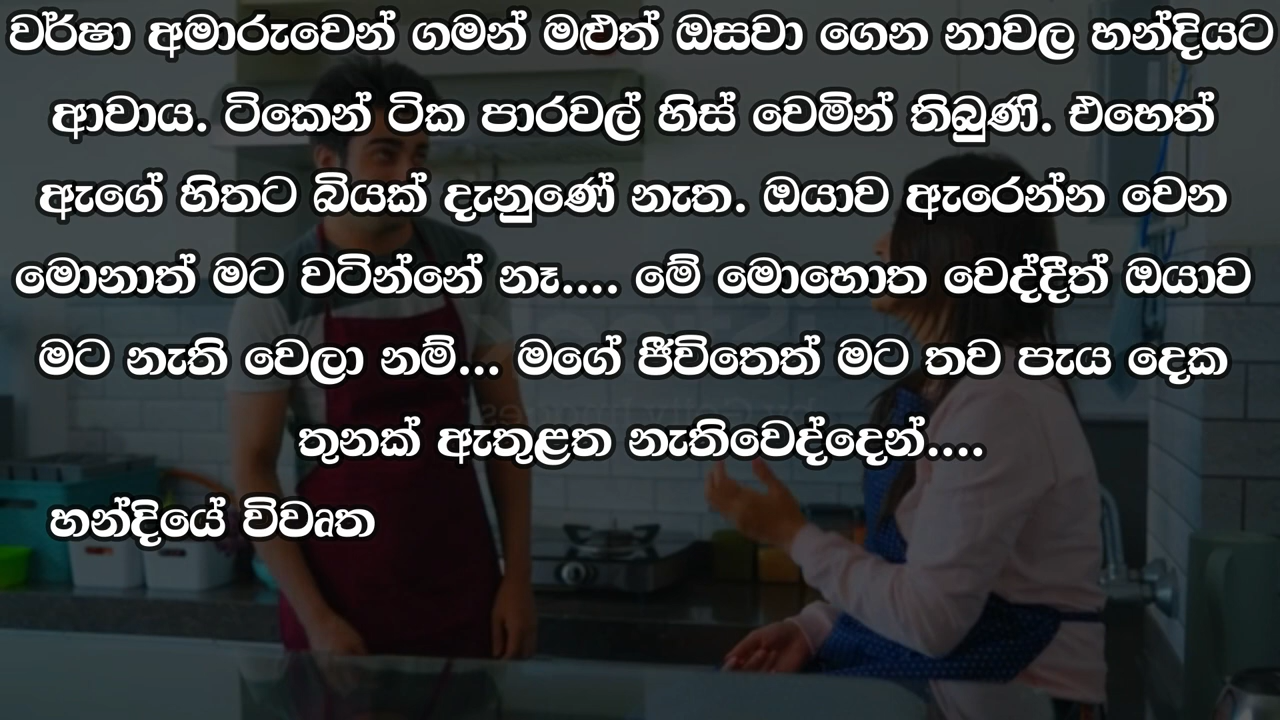 වර්ෂා අමාරුවෙන් ගමන් මළුත් ඔසවා ගෙන නාවල හන්දියට
ආවාය. ටිකෙන් ටික පාරවල් හිස් වෙමින් තිබුණි. එහෙත්
ඇගේ හිතට බියක් දැනුණේ නැත. ඔයාව ඇරෙන්න වෙන
මොනාත් මට වටින්නේ නෑ.... මේ මොහොත වෙද්දීත් ඔයාව
මට නැති වෙලා නම්... මගේ ජීවිතෙත් මට තව පැය දෙක
තුනක් ඇතුළත නැතිවෙද්දෙන්....
හන්දියේ විවෘත